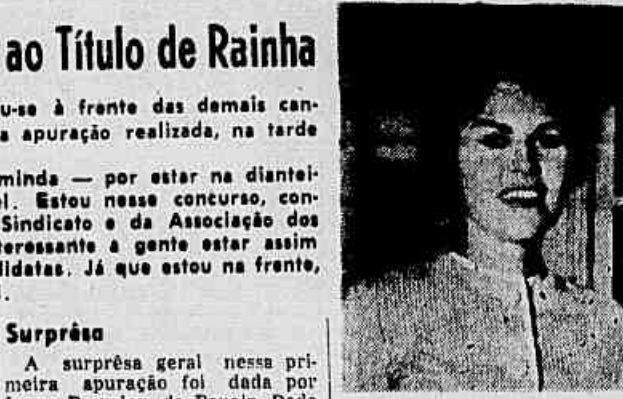 ao Título de Rainha
u-se à frente das demais can-
a apuração realizada, na tarde
minda — por estar na diantei-
l. Estou nesse concurso, con-
Sindicato e da Associação dos
teressante a gente estar assim
didatas. Já que estou na frente,
Surprêsa
A surprêsa geral nessa pri-
meira apuração foi dada por